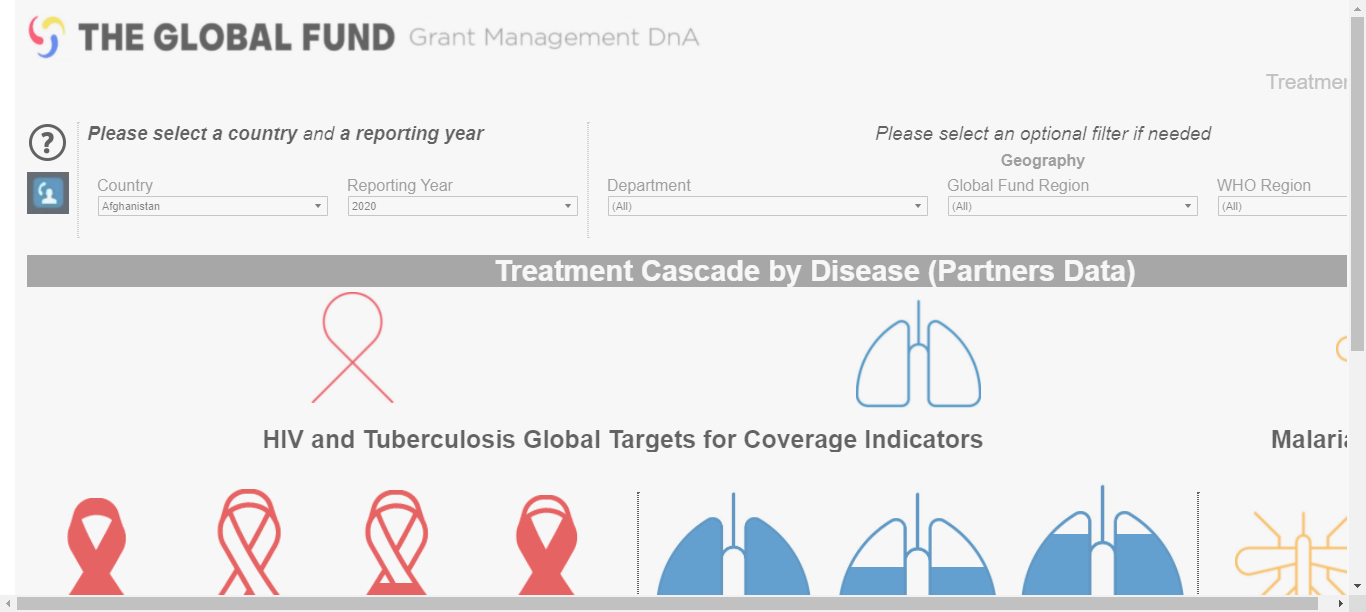 THE GLOBAL FUND Grant Management DnA
Treatmen
?
Please select a country and a reporting year
Please select an optional filter if needed
Geography
Country
Reporting Year
Department
Global Fund Region
WHO Region
Afghanistan
2020
(All)
(All)
(All)
Treatment Cascade by Disease (Partners Data)
HIV and Tuberculosis Global Targets for Coverage Indicators
Malaria